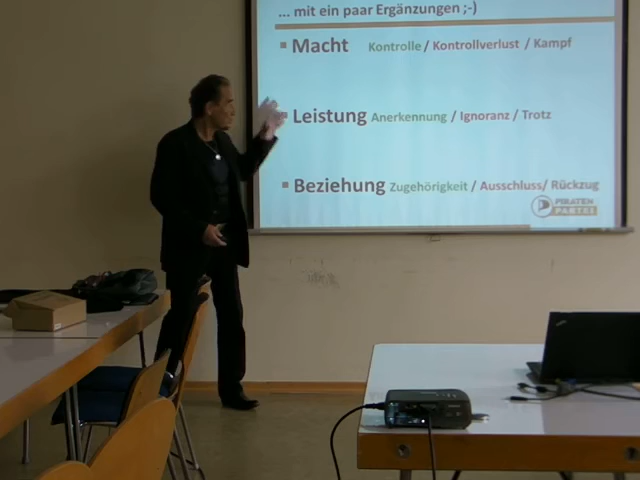 ... mit ein paar Ergänzungen ;-)
▪ Macht Kontrolle / Kontrollverlust / Kampf
▪ Leistung Anerkennung / Ignoranz / Trotz
▪ Beziehung Zugehörigkeit / Ausschluss/ Rückzug
PIRATEN
PARTEI